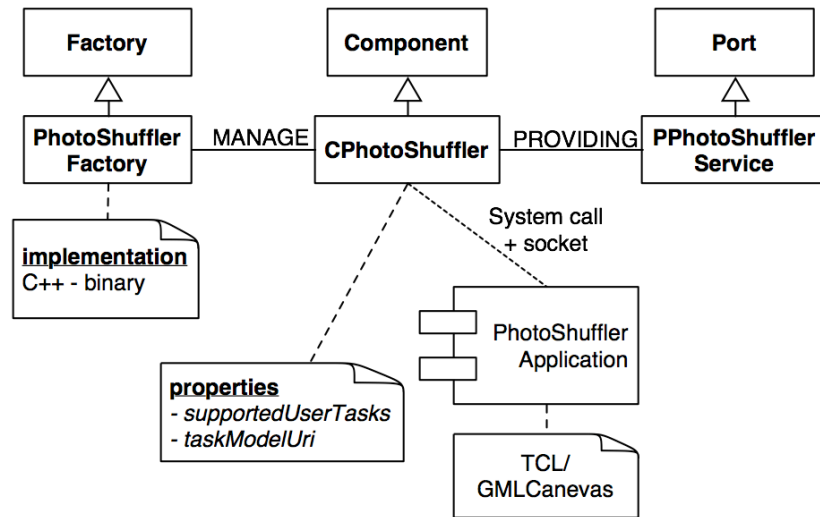 Factory
Component
Port
PhotoShuffler
Factory
MANAGE
CPhotoShuffler
PROVIDING
PPhotoShuffler
Service
implementation
C++ - binary
System call
+ socket
PhotoShuffler
Application
properties
- supportedUserTasks
- taskModelUri
TCL/
GMLCanevas